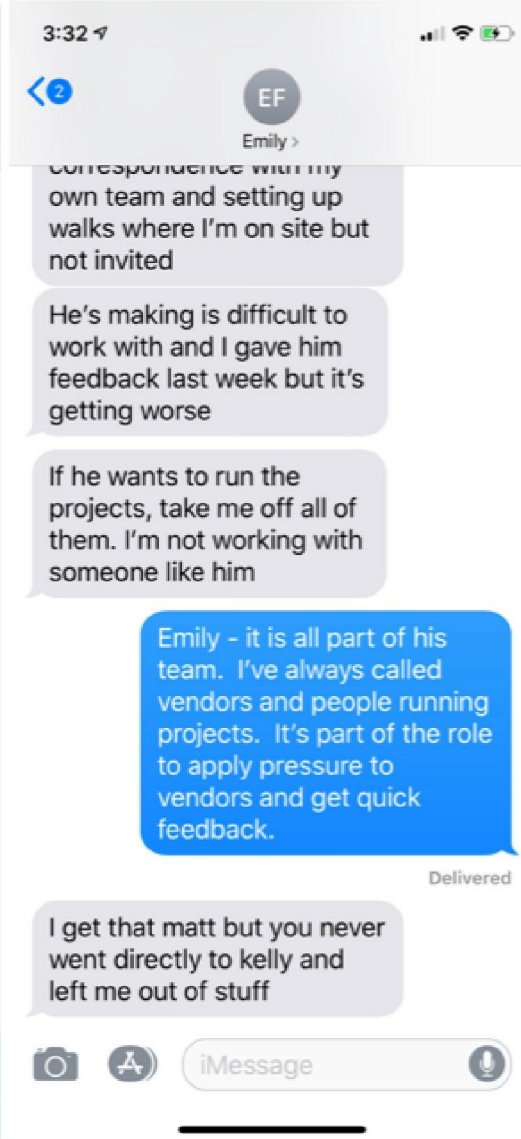 3:32
2
EF
Emily >
correspondence with my
own team and setting up
walks where I'm on site but
not invited
He's making is difficult to
work with and I gave him
feedback last week but it's
getting worse
If he wants to run the
projects, take me off all of
them. I'm not working with
someone like him
Emily - it is all part of his
team.  I've always called
vendors and people running
projects.  It's part of the role
to apply pressure to
vendors and get quick
feedback.
Delivered
I get that matt but you never
went directly to kelly and
left me out of stuff
iMessage